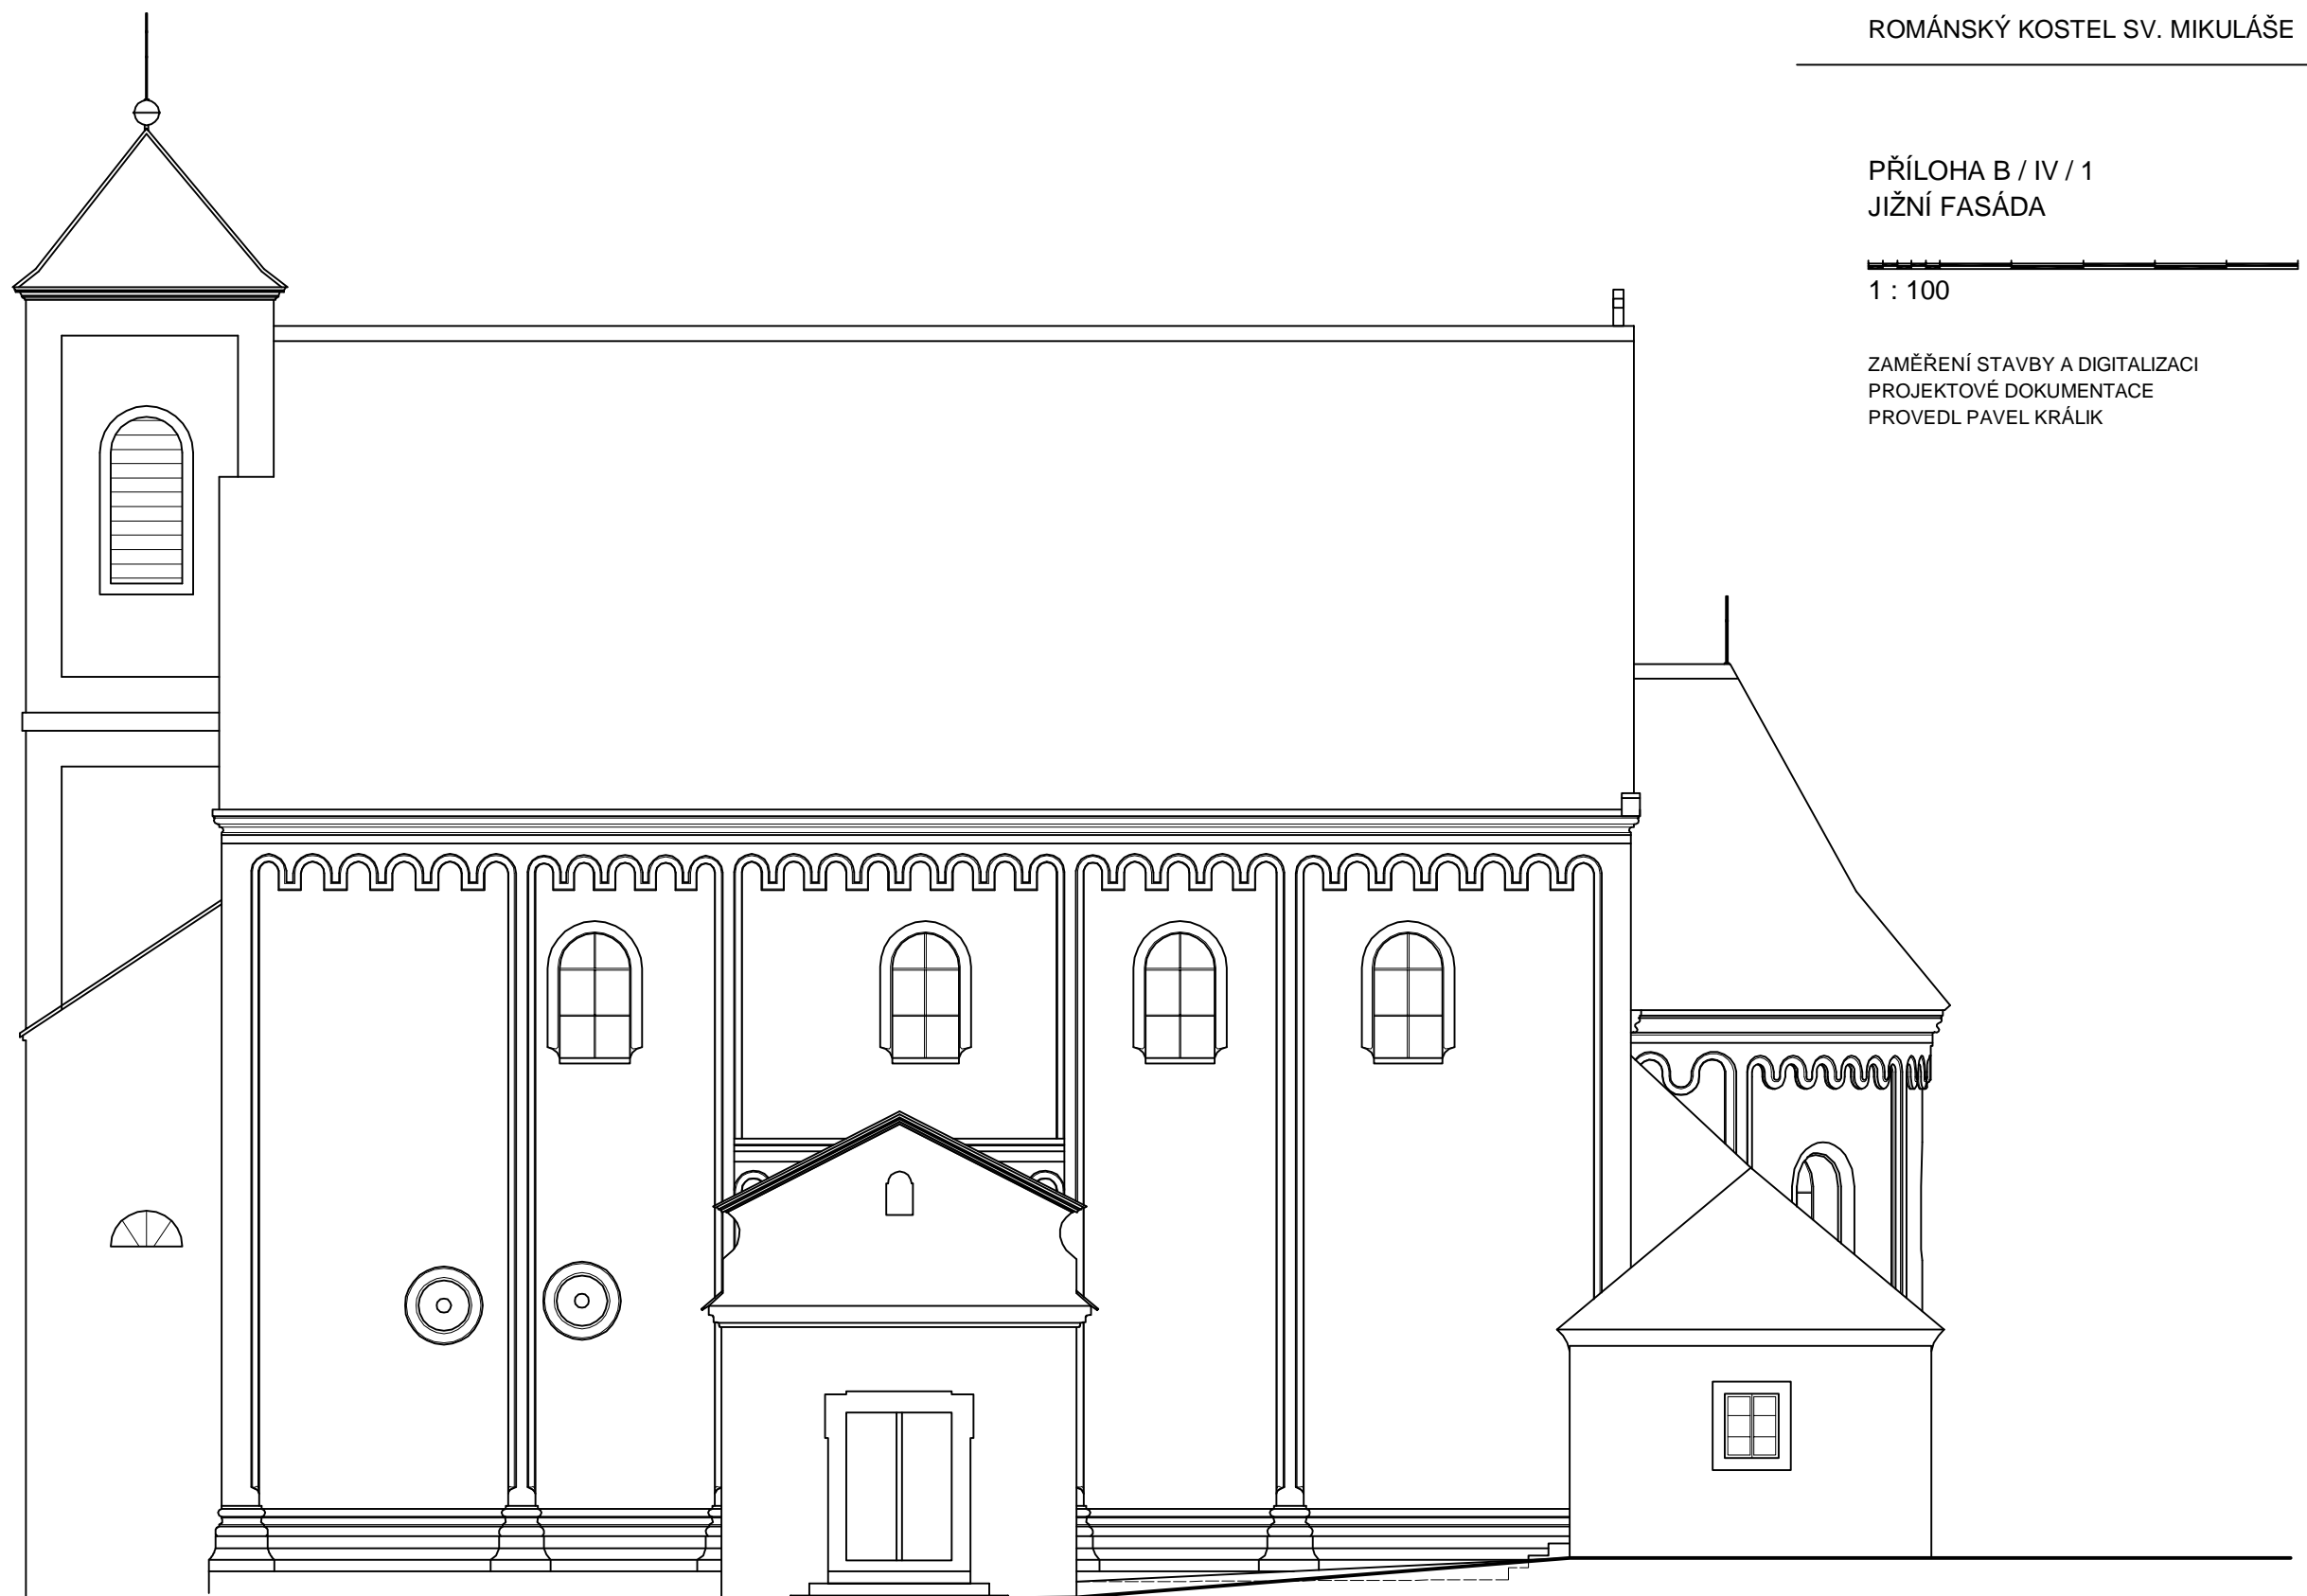 ROMÁNSKÝ KOSTEL SV. MIKULÁŠE
PŘÍLOHA B / IV / 1
JIŽNÍ FASÁDA
1 : 100
ZAMĚŘENÍ STAVBY A DIGITALIZACI
PROJEKTOVÉ DOKUMENTACE
PROVEDL PAVEL KRÁLIK